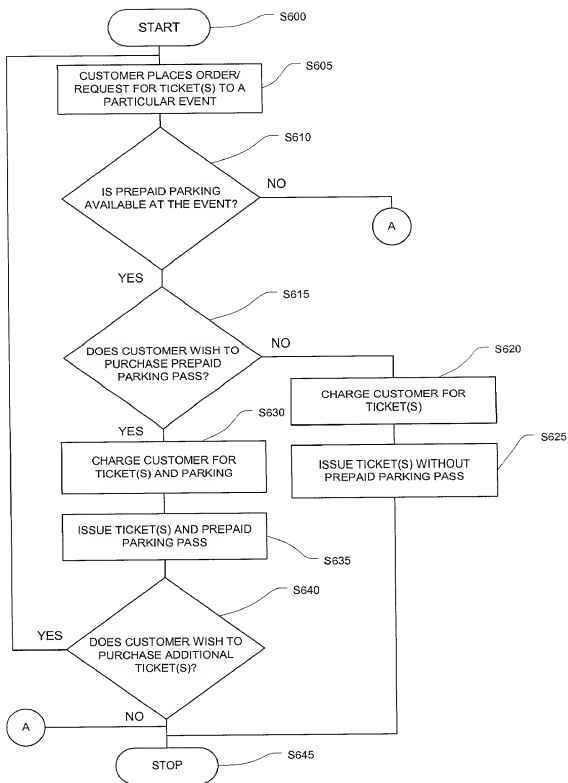 START
S600
CUSTOMER PLACES ORDER/
REQUEST FOR TICKET(S) TO A
PARTICULAR EVENT
S605
S610
IS PREPAID PARKING
AVAILABLE AT THE EVENT?
NO
A
YES
S615
DOES CUSTOMER WISH TO
PURCHASE PREPAID
PARKING PASS?
NO
S620
CHARGE CUSTOMER FOR
TICKET(S)
YES
S630
CHARGE CUSTOMER FOR
TICKET(S) AND PARKING
S625
ISSUE TICKET(S) WITHOUT
PREPAID PARKING PASS
ISSUE TICKET(S) AND PREPAID
PARKING PASS
S635
S640
YES
DOES CUSTOMER WISH TO
PURCHASE ADDITIONAL
TICKET(S)?
NO
A
STOP
S645